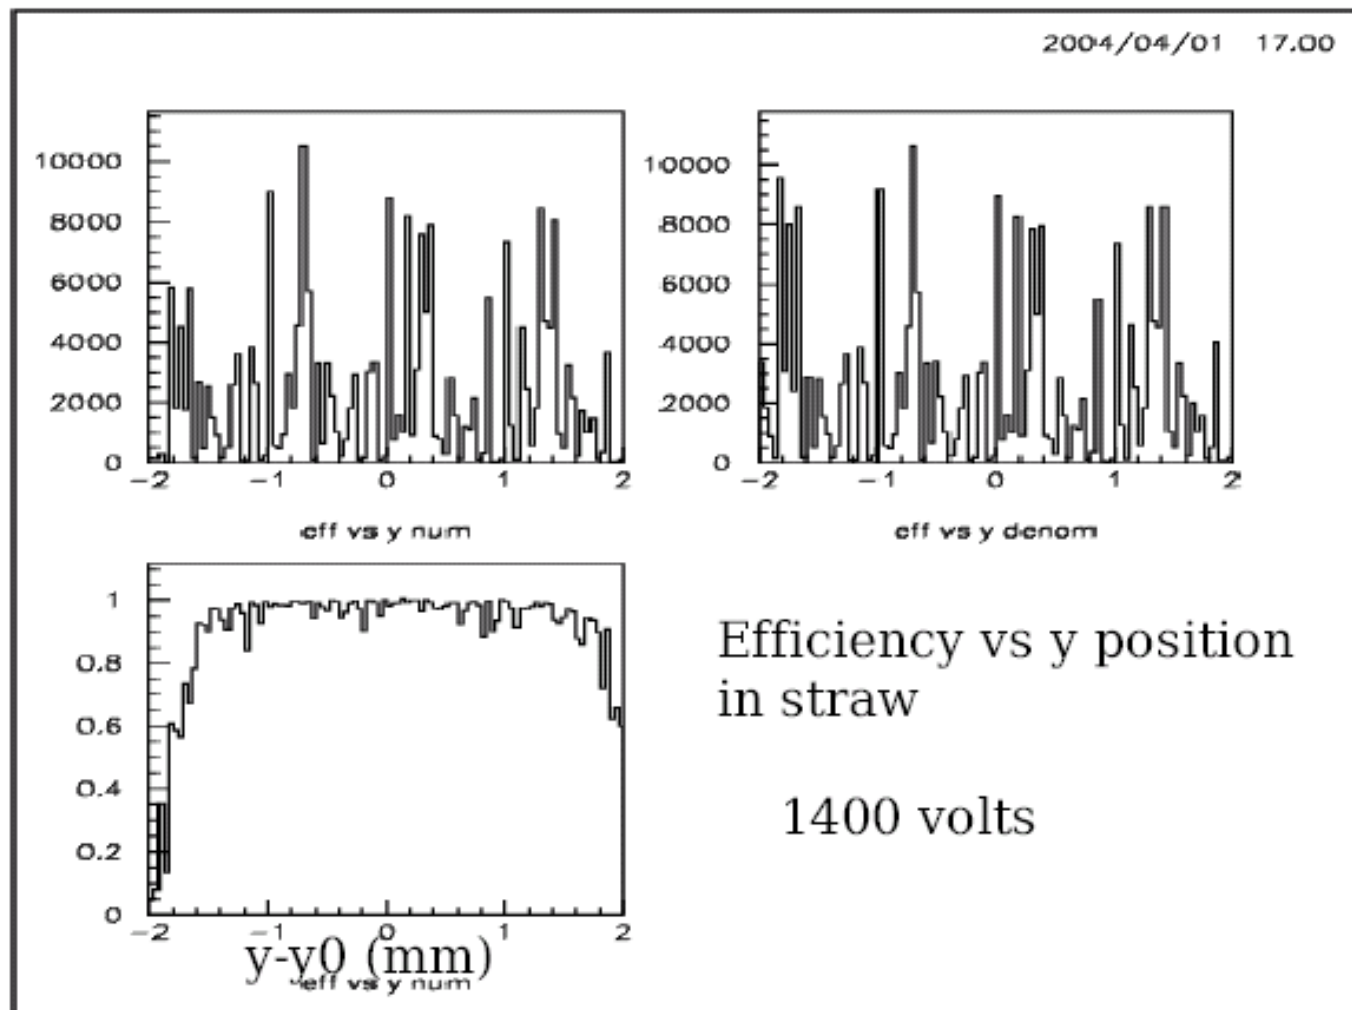 2004/04/01 17.00
10000
8000
6000
4000
2000
0
-2 -1 0 1 2
eff vs y num
10000
8000
6000
4000
2000
0
-2 -1 0 1 2
eff vs y denom
1
0.8
0.6
0.4
0.2
0
-2 -1 0 1 2
y-y0 (mm)
eff vs y num
Efficiency vs y position
in straw
1400 volts